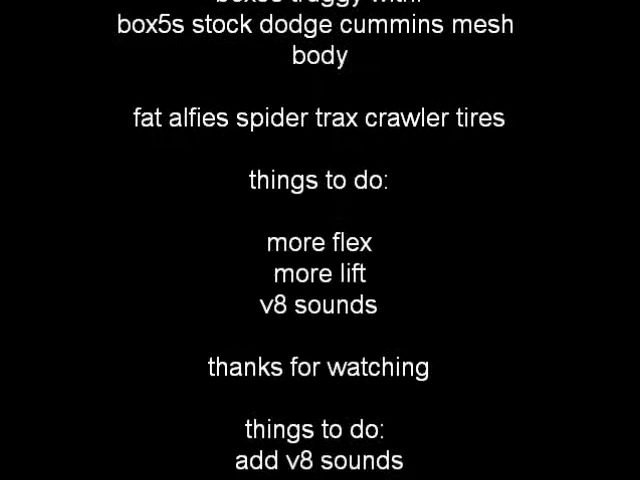 box5s stock dodge cummins mesh
body
fat alfies spider trax crawler tires
things to do:
more flex
more lift
v8 sounds
thanks for watching
things to do:
add v8 sounds